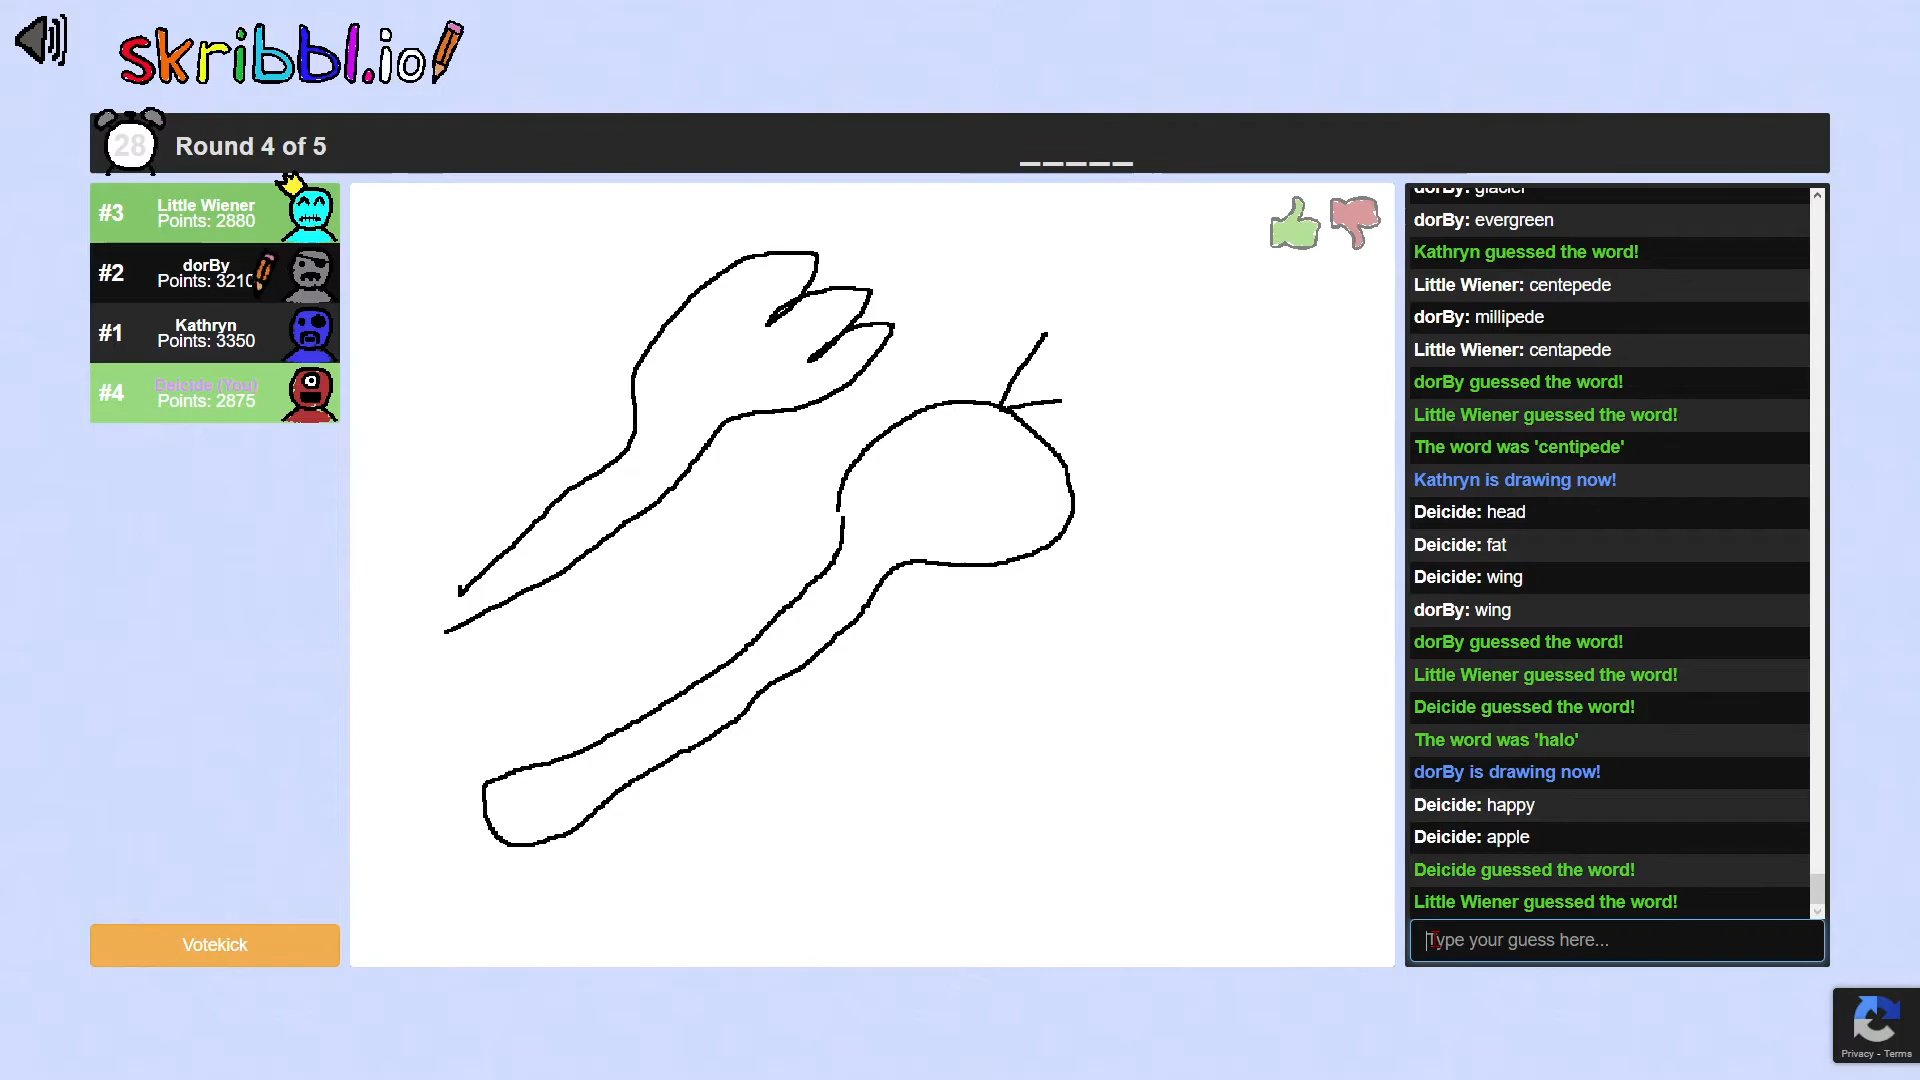 skribbl.io
28
Round 4 of 5
_ _ _ _ _
#3
Little Wiener
Points: 2880
#2
dorBy
Points: 3210
#1
Kathryn
Points: 3350
#4
Deicide (You)
Points: 2875
Votekick
dorBy: glacier
dorBy: evergreen
Kathryn guessed the word!
Little Wiener: centepede
dorBy: millipede
Little Wiener: centapede
dorBy guessed the word!
Little Wiener guessed the word!
The word was 'centipede'
Kathryn is drawing now!
Deicide: head
Deicide: fat
Deicide: wing
dorBy: wing
dorBy guessed the word!
Little Wiener guessed the word!
Deicide guessed the word!
The word was 'halo'
dorBy is drawing now!
Deicide: happy
Deicide: apple
Deicide guessed the word!
Little Wiener guessed the word!
Type your guess here...
Privacy - Terms